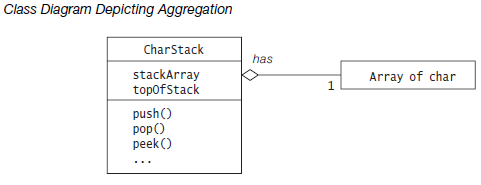 Class Diagram Depicting Aggregation
CharStack
has
stackArray
topOfStack
Array of char
1
push()
pop()
peek()
...